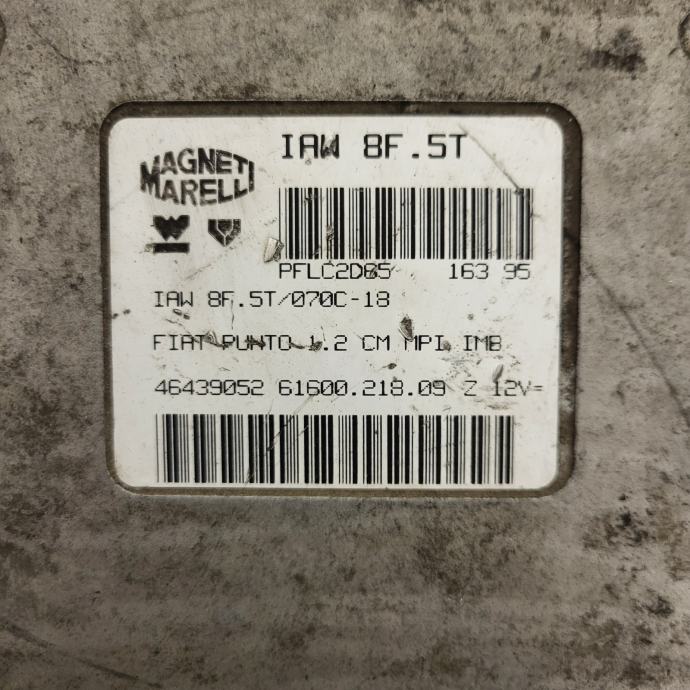 MAGNETI
MARELLI
IAW 8F.5T
PFLC2D65 163 95
IAW 8F.5T/070C-18
FIAT PUNTO 1.2 CM MPI IMB
46439052 61600.218.09 Z 12V=